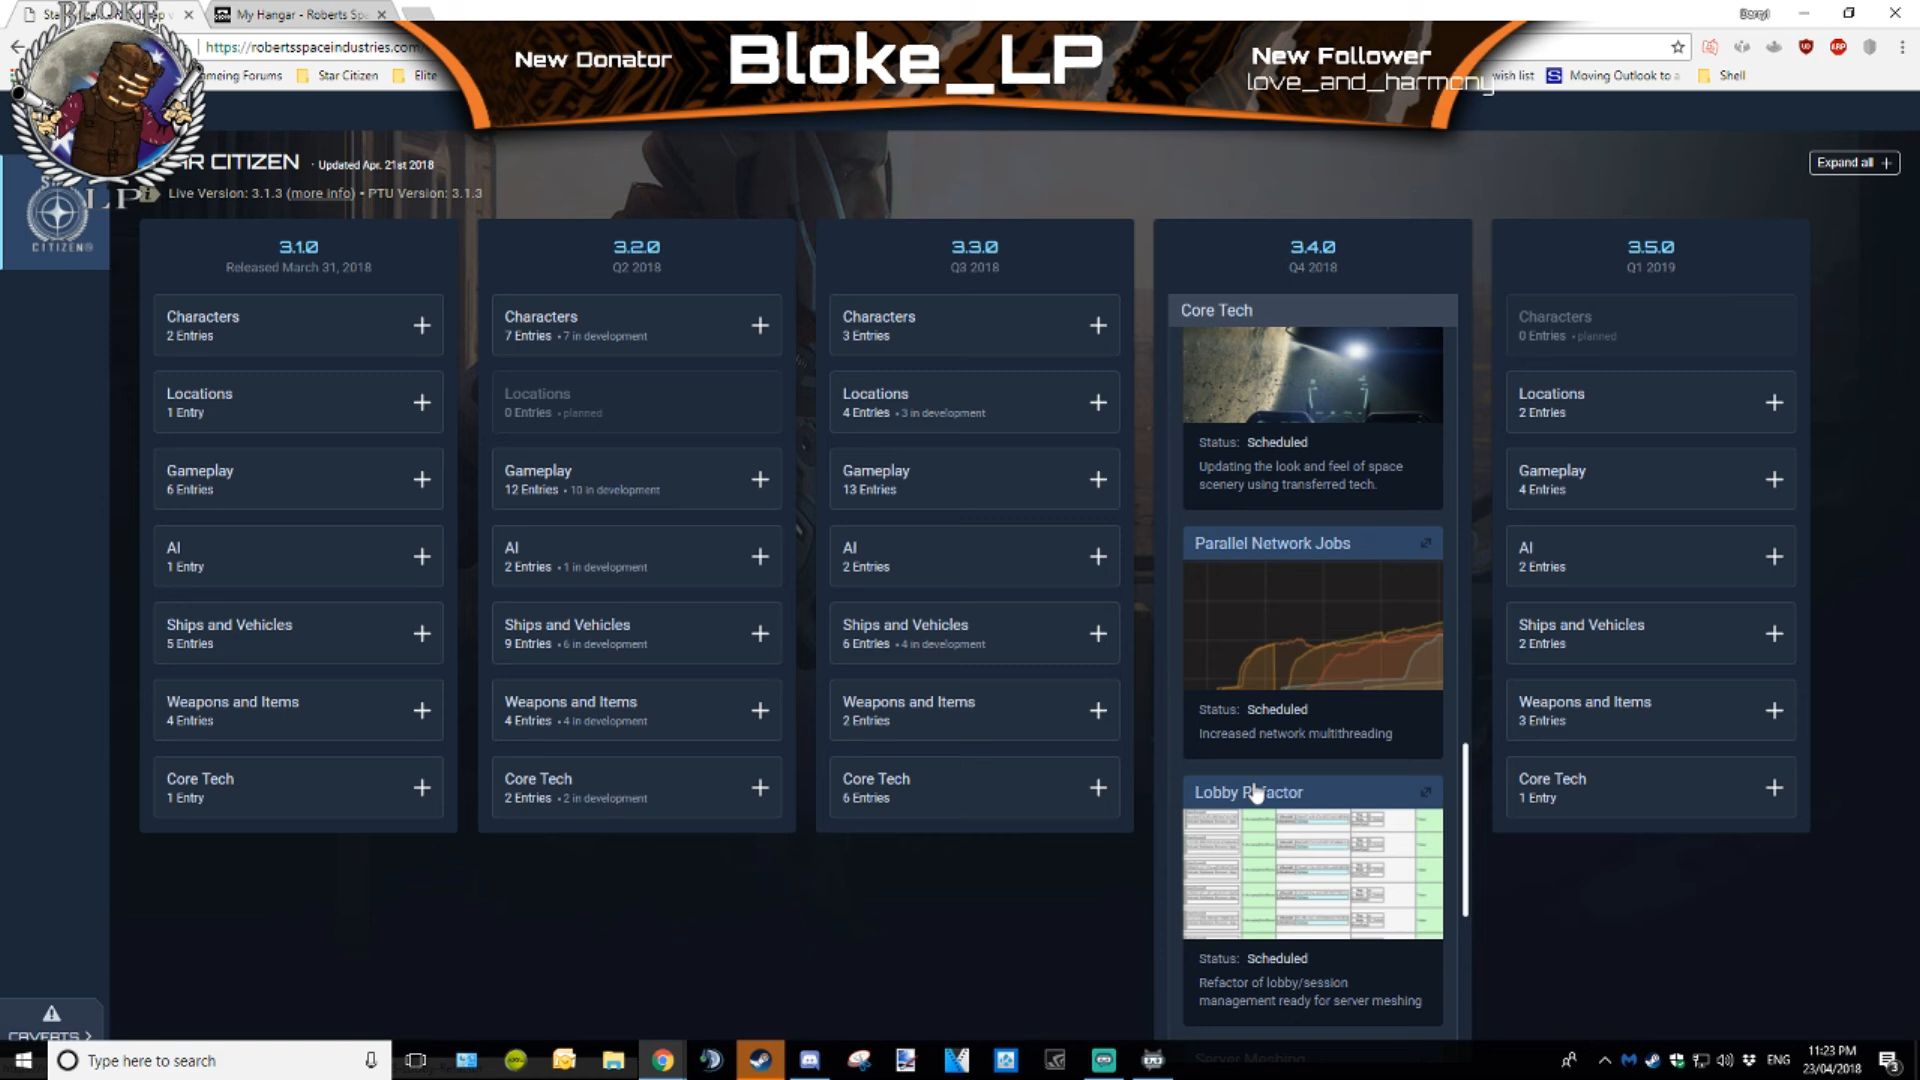 My Hangar - Roberts Sp
Beryl
https://robertsspaceindustries.com
BLOKE
New Donator
Bloke_LP
New Follower
love_and_harmony
Gameing Forums
Star Citizen
Elite
wish list
Moving Outlook to a
Shell
R CITIZEN
· Updated Apr. 21st 2018
Expand all +
LP
Live Version: 3.1.3 (more info) • PTU Version: 3.1.3
CITIZEN
3.1.0
Released March 31, 2018
Characters
2 Entries
Locations
1 Entry
Gameplay
6 Entries
AI
1 Entry
Ships and Vehicles
5 Entries
Weapons and Items
4 Entries
Core Tech
1 Entry
3.2.0
Q2 2018
Characters
7 Entries • 7 in development
Locations
0 Entries • planned
Gameplay
12 Entries • 10 in development
AI
2 Entries • 1 in development
Ships and Vehicles
9 Entries • 6 in development
Weapons and Items
4 Entries • 4 in development
Core Tech
2 Entries • 2 in development
3.3.0
Q3 2018
Characters
3 Entries
Locations
4 Entries • 3 in development
Gameplay
13 Entries
AI
2 Entries
Ships and Vehicles
6 Entries • 4 in development
Weapons and Items
2 Entries
Core Tech
6 Entries
3.4.0
Q4 2018
Core Tech
Status: Scheduled
Updating the look and feel of space
scenery using transferred tech.
Parallel Network Jobs
Status: Scheduled
Increased network multithreading
Lobby Refactor
Status: Scheduled
Refactor of lobby/session
management ready for server meshing
Server Meshing
3.5.0
Q1 2019
Characters
0 Entries • planned
Locations
2 Entries
Gameplay
4 Entries
AI
2 Entries
Ships and Vehicles
2 Entries
Weapons and Items
3 Entries
Core Tech
1 Entry
CAVEATS >
Type here to search
ENG
11:23 PM
23/04/2018
3